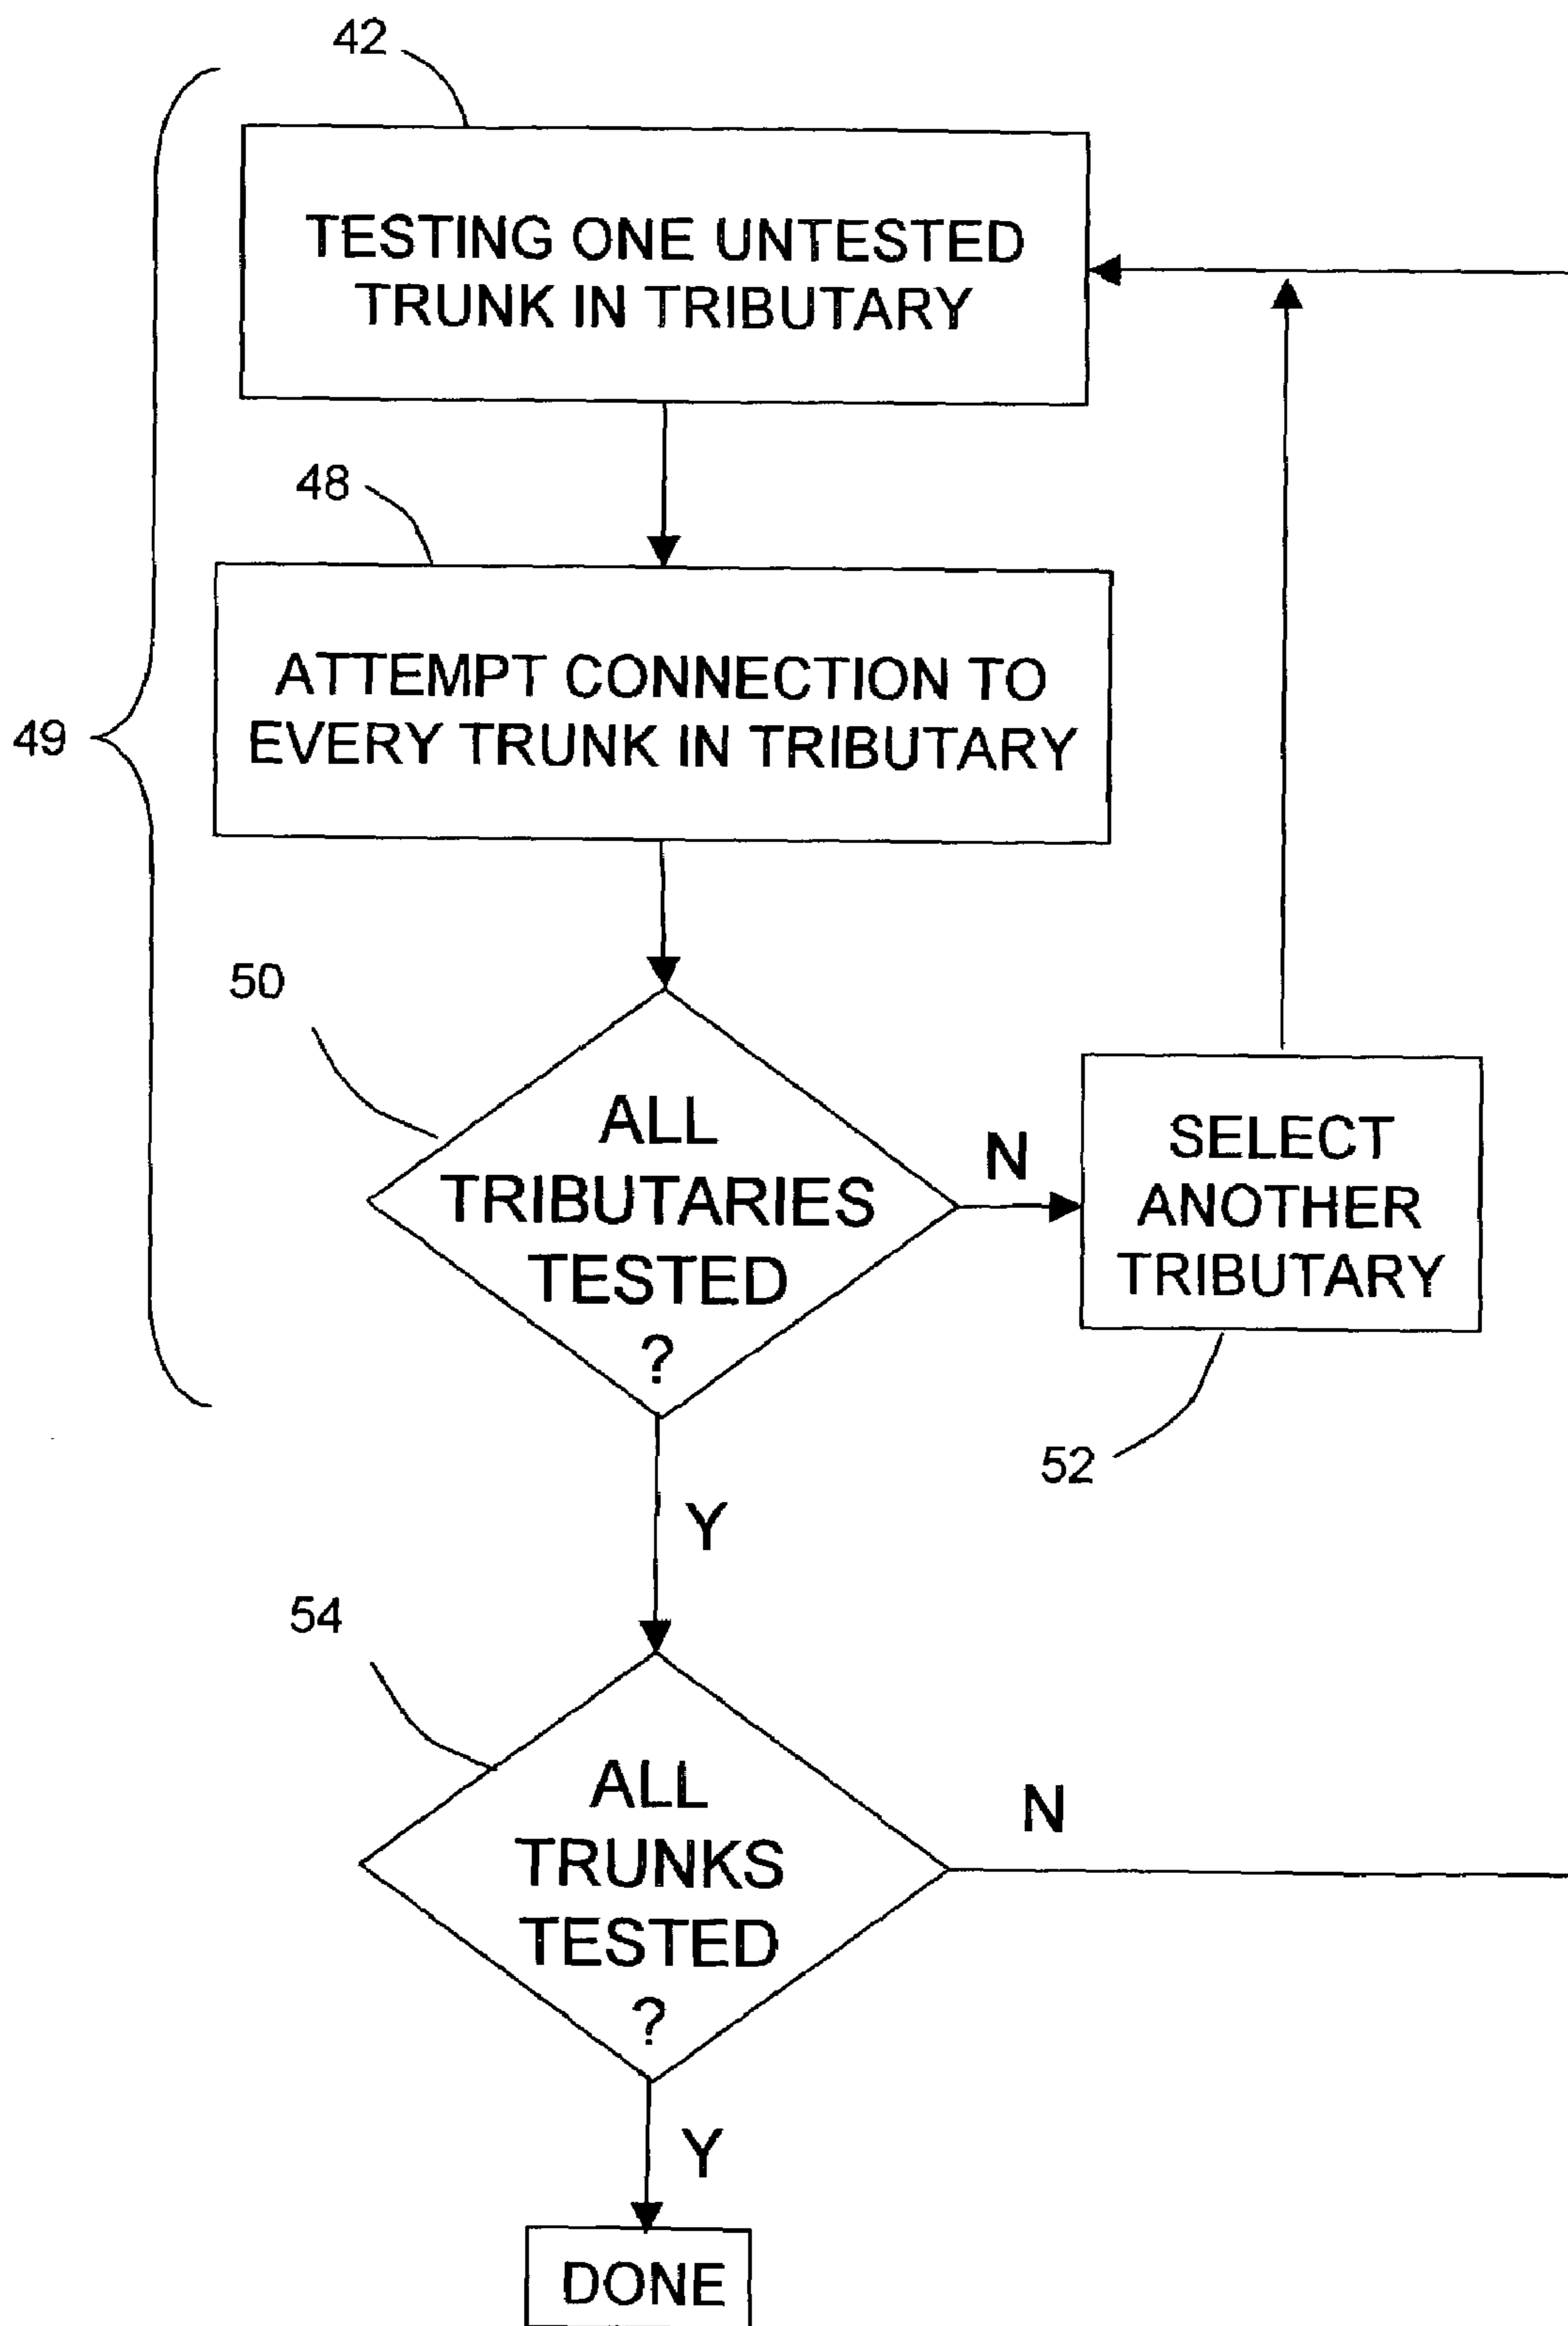 42
TESTING ONE UNTESTED
TRUNK IN TRIBUTARY
48
ATTEMPT CONNECTION TO
EVERY TRUNK IN TRIBUTARY
49
50
ALL
TRIBUTARIES
TESTED
?
N
SELECT
ANOTHER
TRIBUTARY
52
Y
54
ALL
TRUNKS
TESTED
?
N
Y
DONE